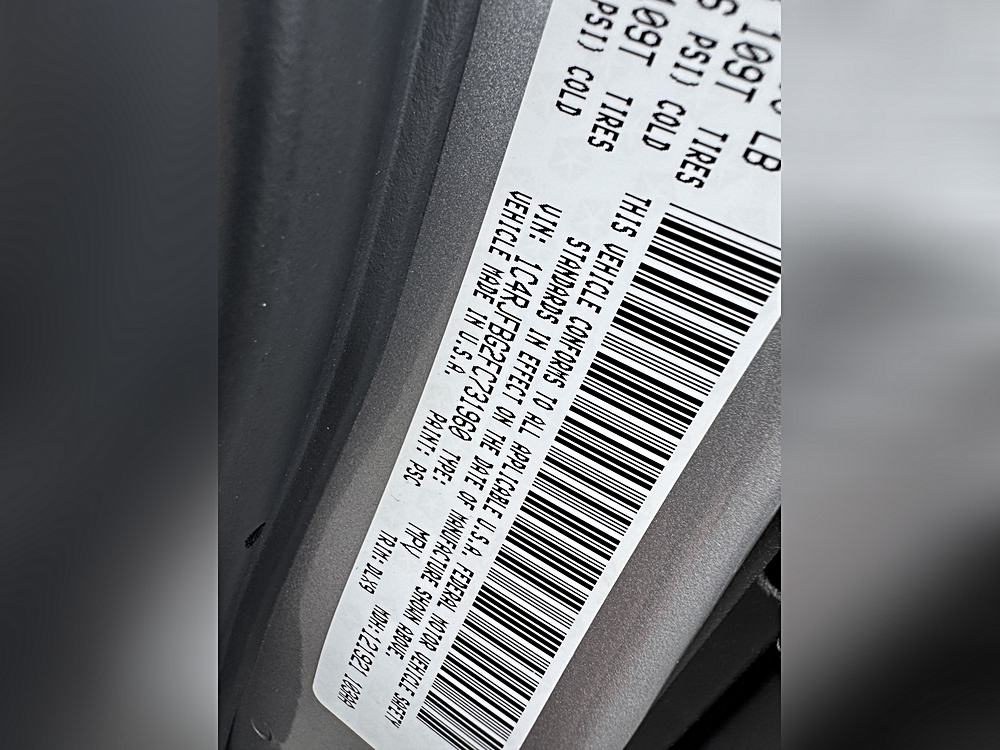 LB
109T TIRES
PSI) COLD
109T TIRES
PSI) COLD
THIS VEHICLE CONFORMS TO ALL APPLICABLE U.S.A. FEDERAL MOTOR VEHICLE SAFETY
STANDARDS IN EFFECT ON THE DATE OF MANUFACTURE SHOWN ABOVE.
VIN: 1C4RJFBG2FC731960 TYPE: MPV
VEHICLE MADE IN U.S.A. PAINT: PSC TRIM: DLX9